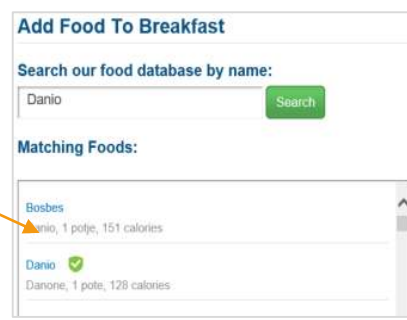 Add Food To Breakfast
Search our food database by name:
Danio
Search
Matching Foods:
Bosbes
Danio, 1 potje, 151 calories
Danio
Danone, 1 pote, 128 calories